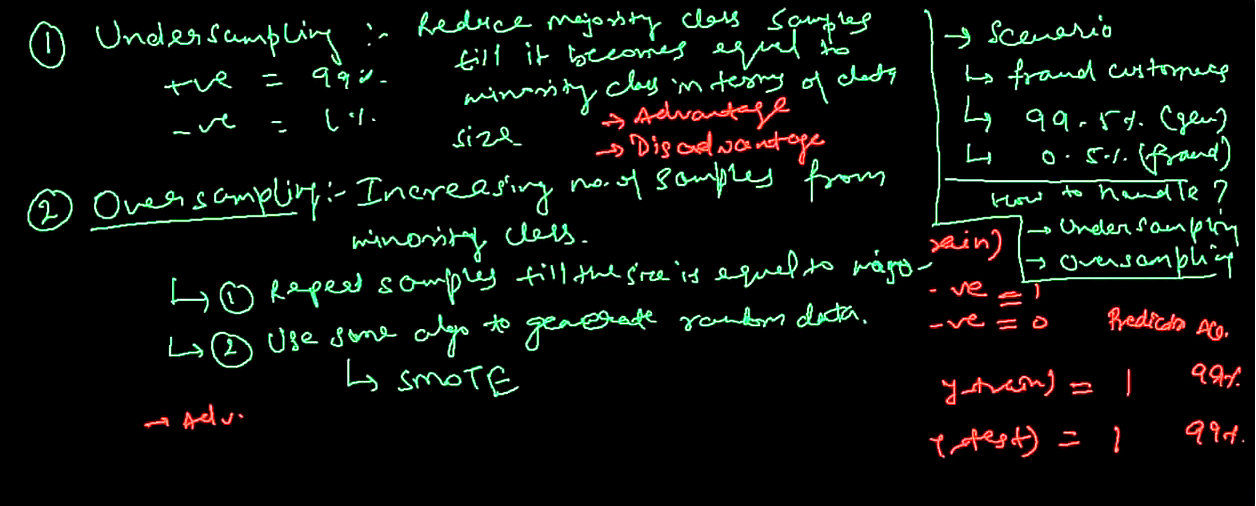 ① Undersampling :- Reduce majority class samples
till it becomes equal to
minority class in terms of data
size
+ve = 99%
-ve = 1%
→ Advantage
→ Disadvantage
② Oversampling :- Increasing no. of samples from
minority class.
↳ ① Repeat samples till the size is equal to majo-
↳ ② Use some algo to generate random data.
↳ SMOTE
→ Adv.
→ Scenario
↳ fraud customers
↳ 99.5% (gen)
↳ 0.5% (fraud)
How to handle ?
→ Undersampling
→ Oversampling
-ve = 1
-ve = 0
Acc.
y_train) = 1 99%
test) = 1 99%